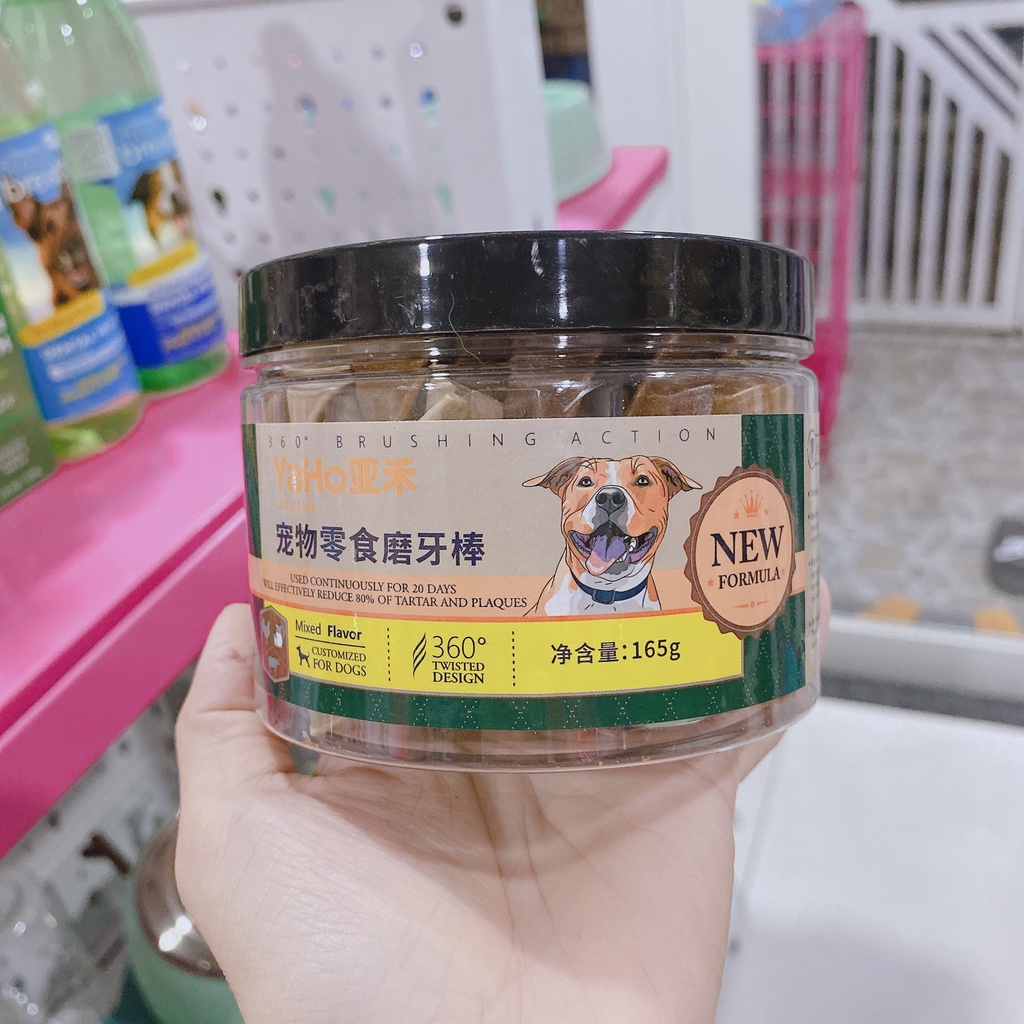 360° BRUSHING ACTION
YaHo亚禾
宠物零食磨牙棒
USED CONTINUOUSLY FOR 20 DAYS
WILL EFFECTIVELY REDUCE 80% OF TARTAR AND PLAQUES
NEW
FORMULA
Mixed Flavor
CUSTOMIZED
FOR DOGS
360°
TWISTED
DESIGN
净含量:165g